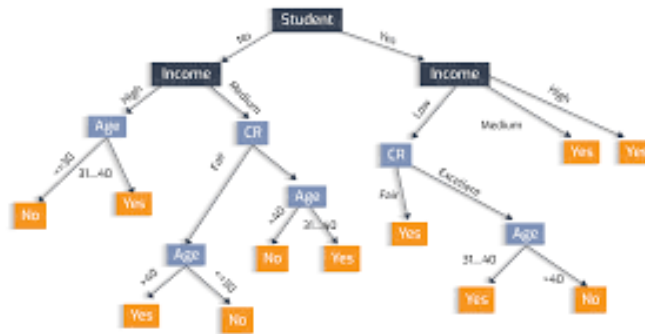 Student
No
Yes
Income
Income
High
Medium
Low
Medium
High
Age
CR
CR
Yes
Yes
<=30
31...40
Fair
Fair
Excellent
No
Yes
Age
Yes
Age
>40
31...40
Age
No
Yes
31...40
>40
>40
<=30
Yes
No
Yes
No